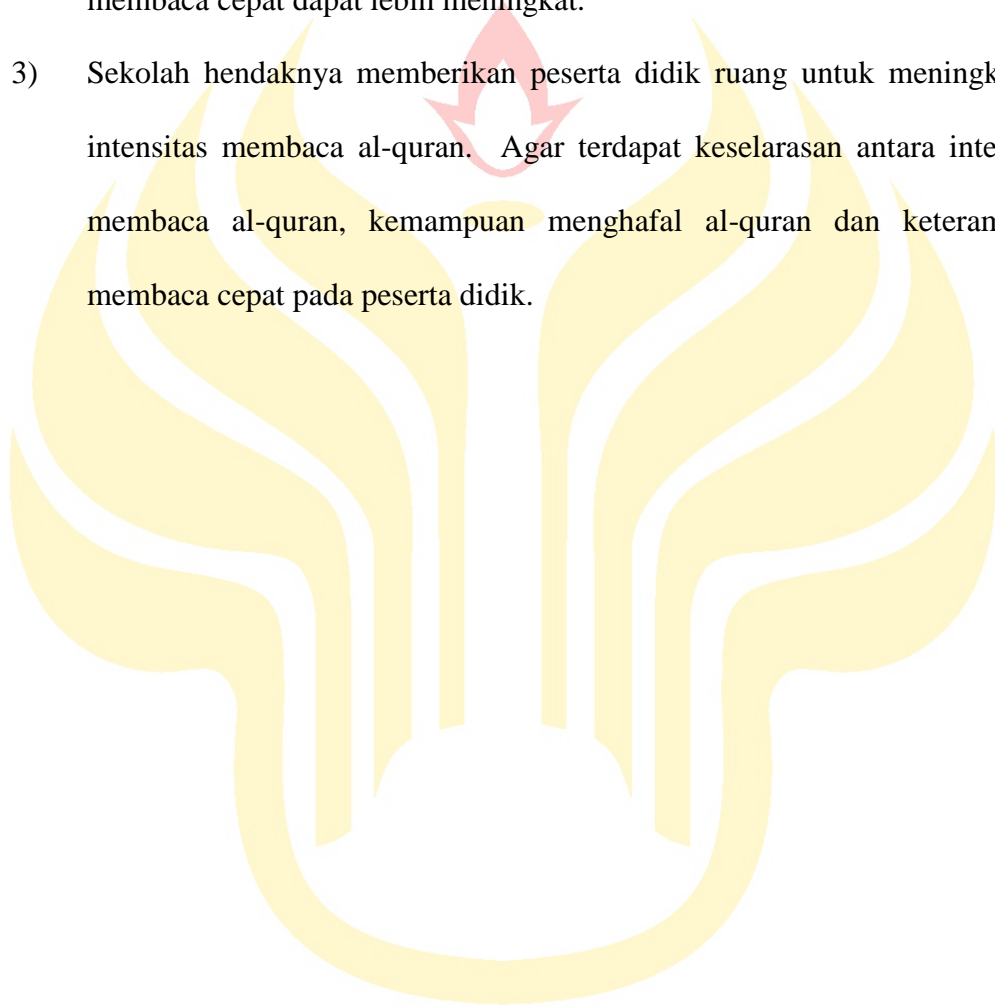 membaca cepat dapat lebih meningkat.
3) Sekolah hendaknya memberikan peserta didik ruang untuk meningk
intensitas membaca al-quran. Agar terdapat keselarasan antara inte
membaca al-quran, kemampuan menghafal al-quran dan keteram
membaca cepat pada peserta didik.